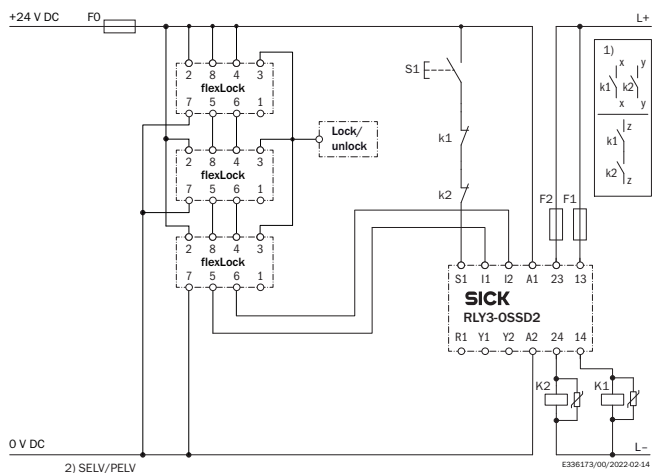 +24 V DC F0 L+
2 8 4 3
flexLock
7 5 6 1
2 8 4 3
flexLock
7 5 6 1
2 8 4 3
flexLock
7 5 6 1
Lock/
unlock
S1
k1
k2
F2 F1
1)
x y
k1 k2
x y
z
k1
k2
z
S1 I1 I2 A1 23 13
SICK
RLY3-OSSD2
R1 Y1 Y2 A2 24 14
K2 K1
0 V DC L–
2) SELV/PELV
E336173/00/2022-02-14